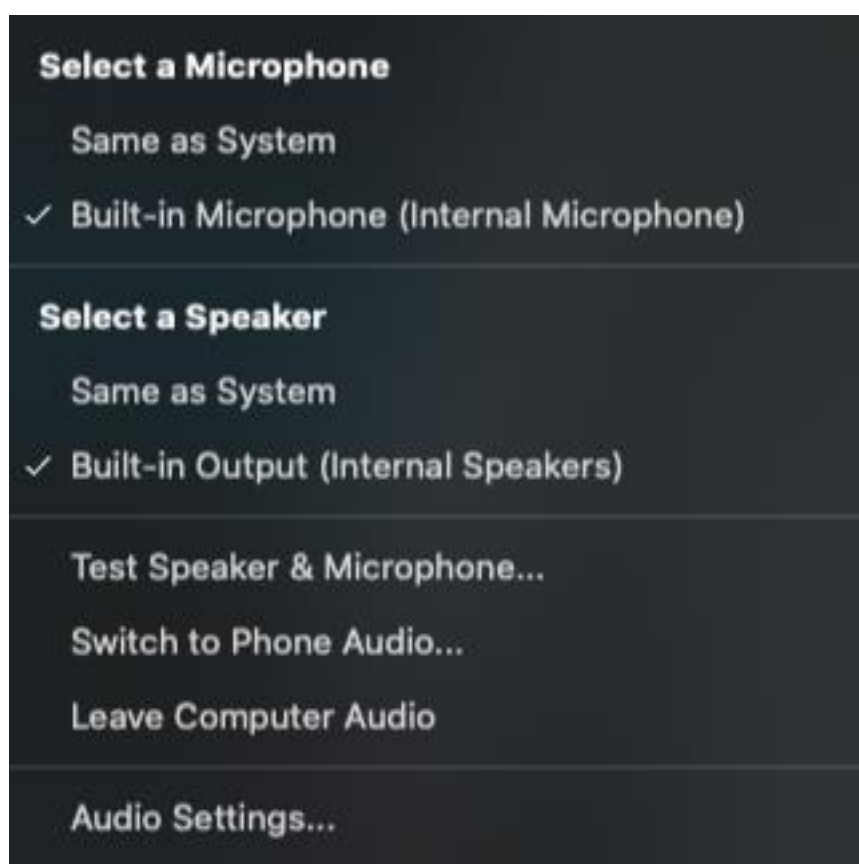 Select a Microphone
Same as System
✓ Built-in Microphone (Internal Microphone)
Select a Speaker
Same as System
✓ Built-in Output (Internal Speakers)
Test Speaker & Microphone...
Switch to Phone Audio...
Leave Computer Audio
Audio Settings...